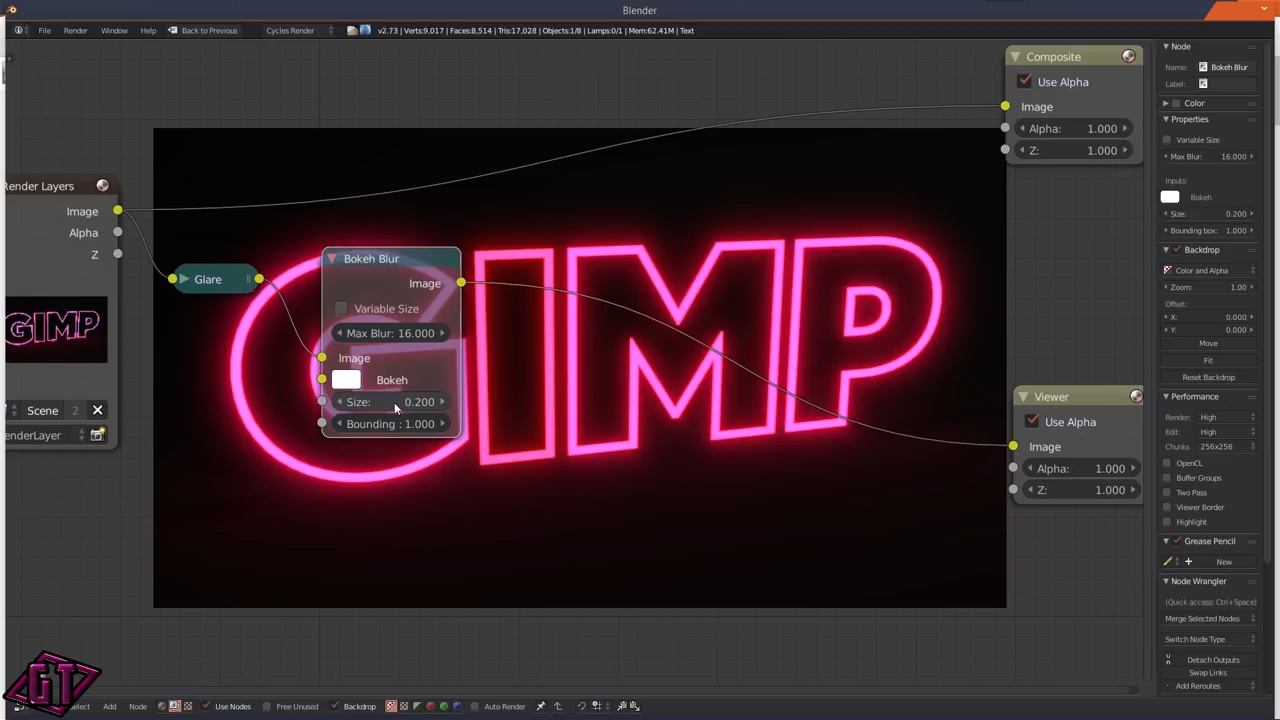 Blender
File Render Window Help Back to Previous Cycles Render v2.73 | Verts:9,017 | Faces:8,514 | Tris:17,028 | Objects:1/8 | Lamps:0/1 | Mem:62.41M | Text
Composite
Use Alpha
Image
Alpha: 1.000
Z: 1.000
Render Layers
Image
Alpha
Z
GIMP
Scene 2
enderLayer
Glare
Bokeh Blur
Image
Variable Size
Max Blur: 16.000
Image
Bokeh
Size: 0.200
Bounding : 1.000
GIMP
Viewer
Use Alpha
Image
Alpha: 1.000
Z: 1.000
Node
Name: Bokeh Blur
Label:
Color
Properties
Variable Size
Max Blur: 16.000
Inputs:
Bokeh
Size: 0.200
Bounding box: 1.000
Backdrop
Color and Alpha
Zoom: 1.00
Offset:
X: 0.000
Y: 0.000
Move
Fit
Reset Backdrop
Performance
Render: High
Edit: High
Chunks 256x256
OpenCL
Buffer Groups
Two Pass
Viewer Border
Highlight
Grease Pencil
New
Node Wrangler
(Quick access: Ctrl+Space)
Merge Selected Nodes
Switch Node Type
Detach Outputs
Swap Links
Add Reroutes
GT
elect Add Node Use Nodes Free Unused Backdrop Auto Render